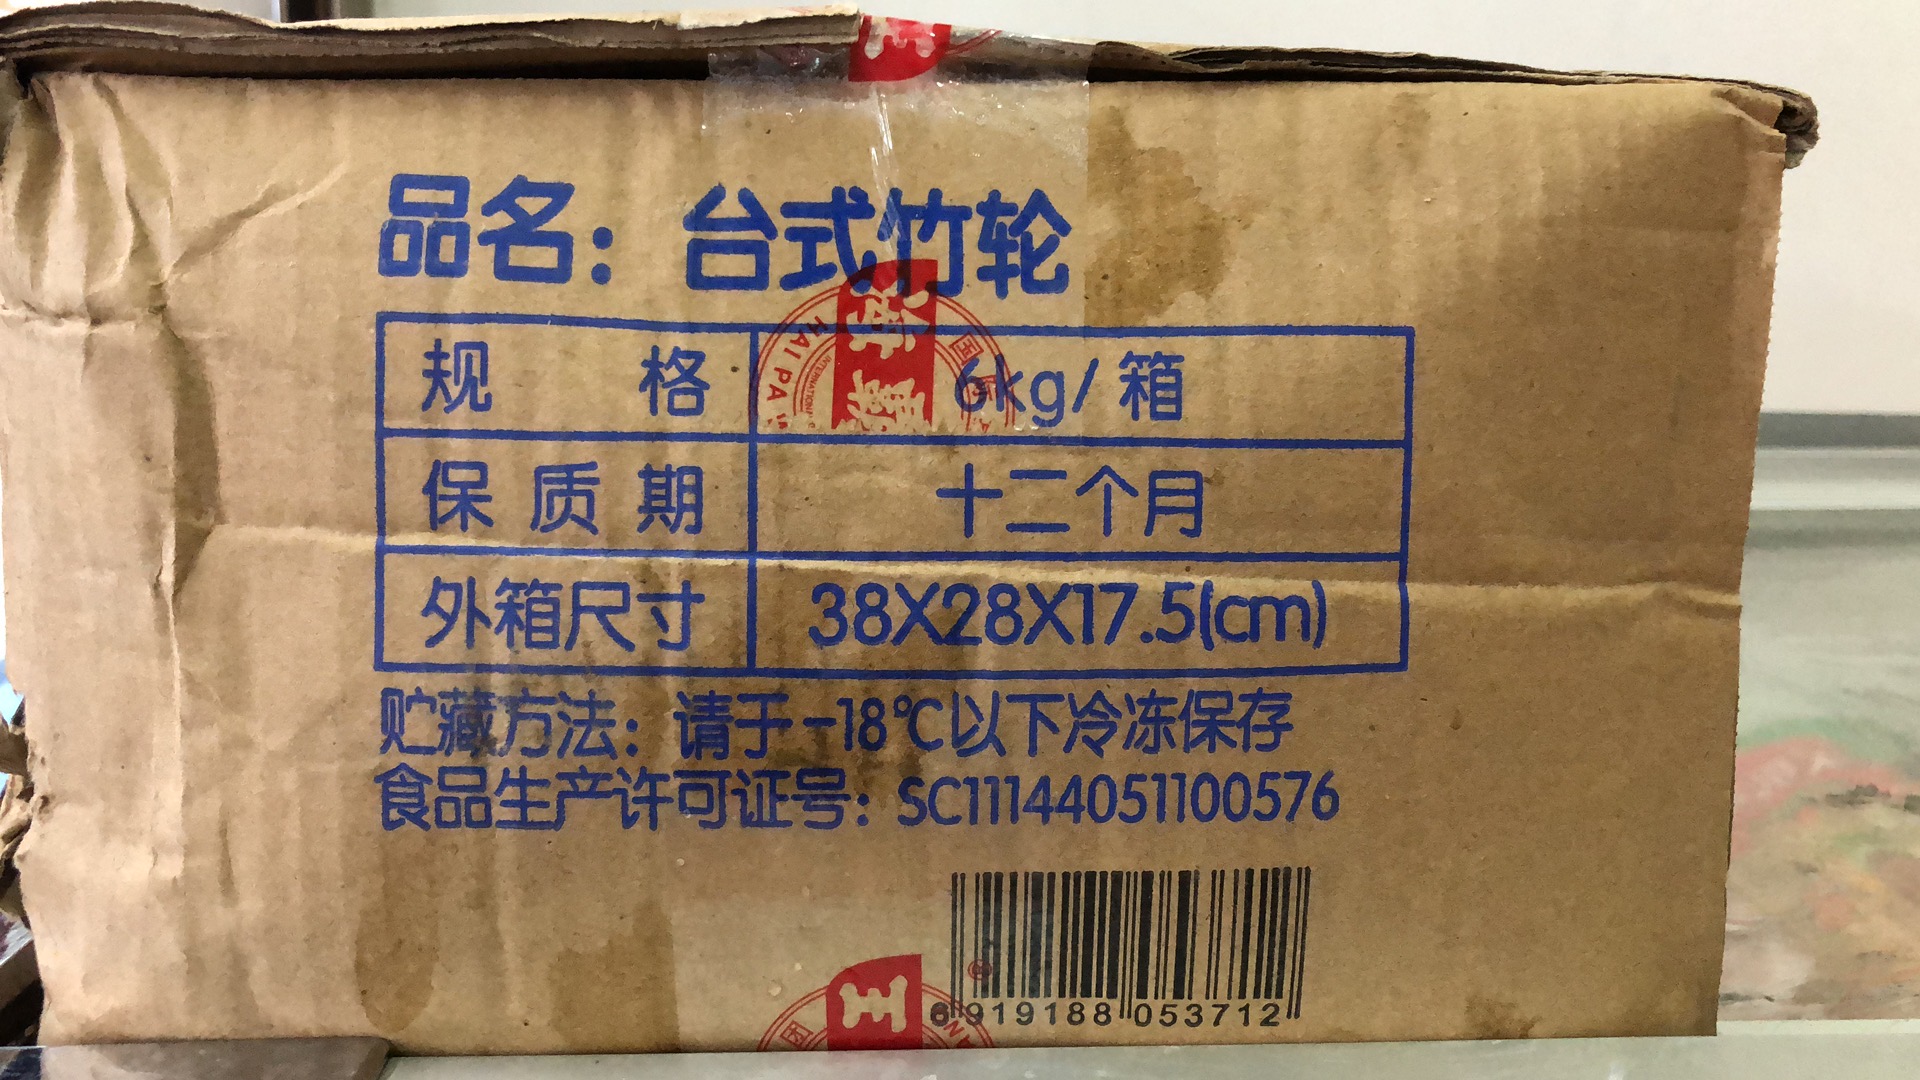 品名：台式竹轮
规格 6kg/箱
保质期 十二个月
外箱尺寸 38X28X17.5(cm)
贮藏方法：请于-18℃以下冷冻保存
食品生产许可证号：SC11144051100576
6 919188 053712
HAI PA